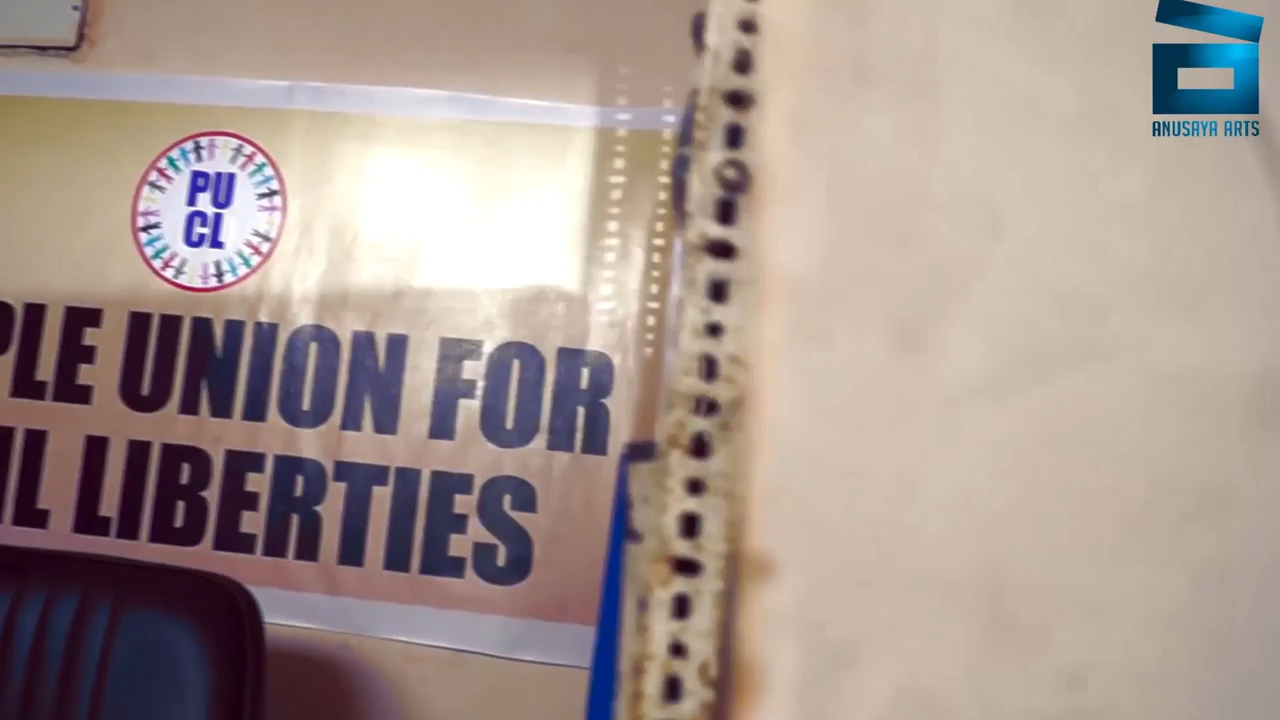 ANUSAYA ARTS
PU
CL
PLE UNION FOR
IL LIBERTIES